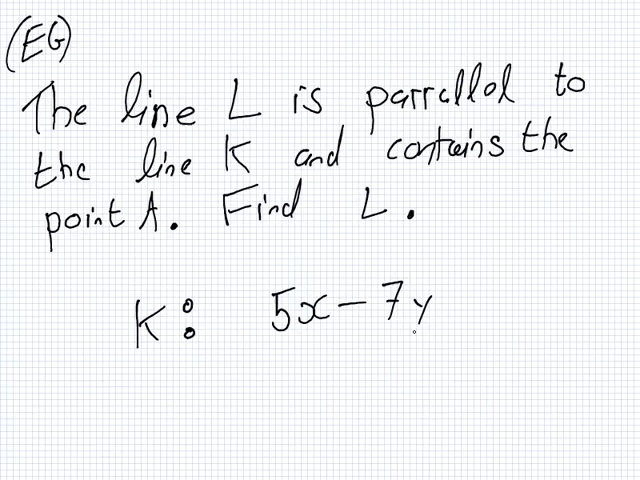 (EG)
The line L is parrallel to
the line K and contains the
point A. Find L.
K: 5x - 7y